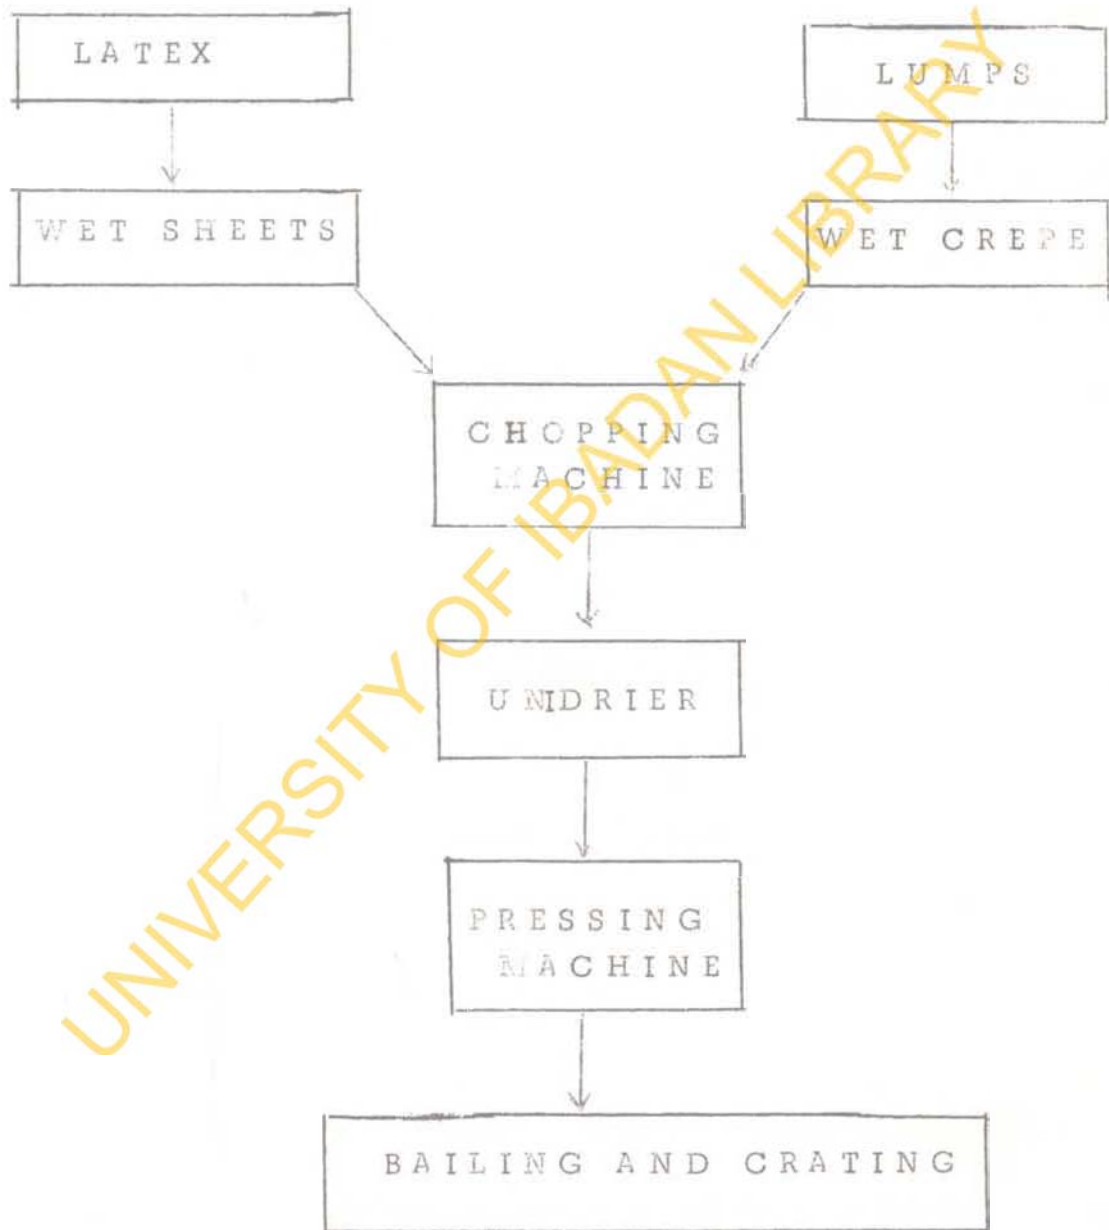 LATEX
LUMPS
WET SHEETS
WET CREPE
CHOPPING
MACHINE
UNIDRIER
PRESSING
MACHINE
BAILING AND CRATING
UNIVERSITY OF IBADAN LIBRARY